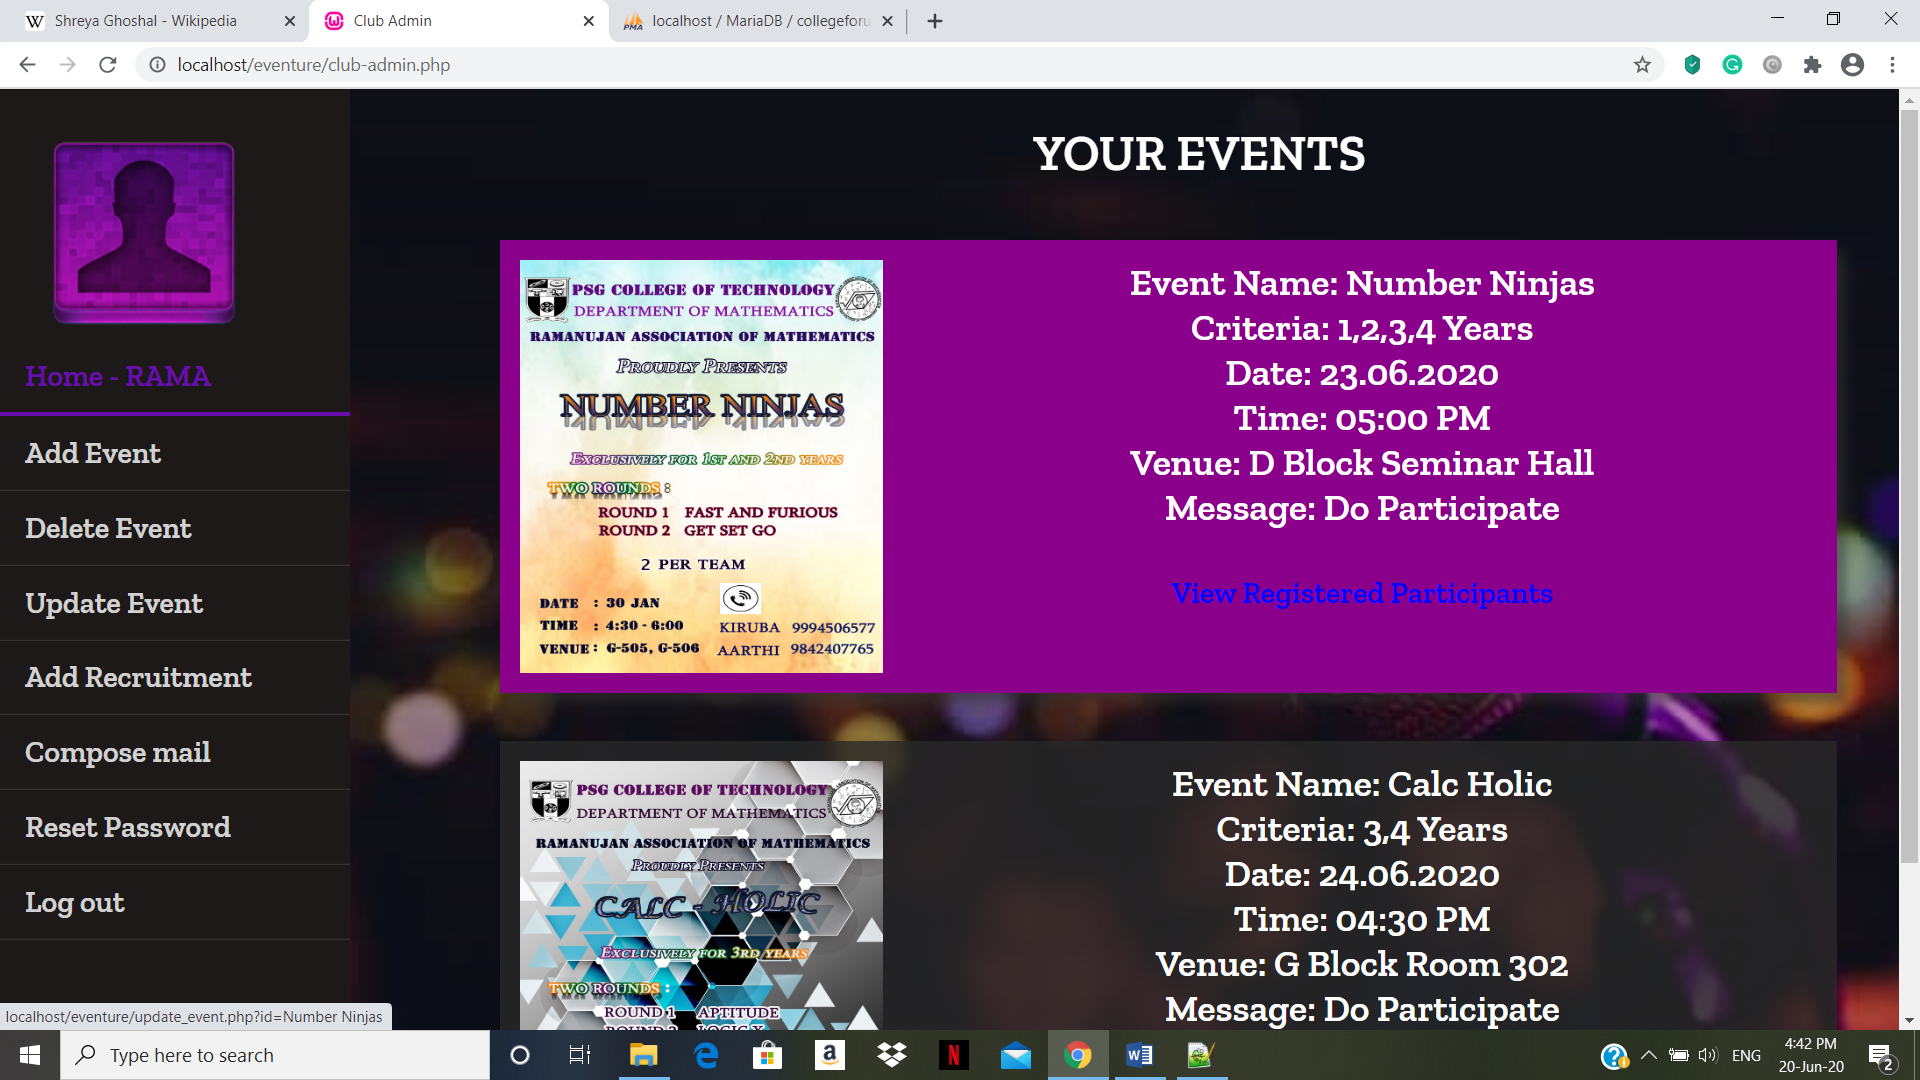 Shreya Ghoshal - Wikipedia
Club Admin
localhost / MariaDB / collegeforu
localhost/eventure/club-admin.php
YOUR EVENTS
Home - RAMA
Add Event
Delete Event
Update Event
Add Recruitment
Compose mail
Reset Password
Log out
PSG COLLEGE OF TECHNOLOGY
DEPARTMENT OF MATHEMATICS
RAMANUJAN ASSOCIATION OF MATHEMATICS
PROUDLY PRESENTS
NUMBER NINJAS
EXCLUSIVELY FOR 1ST AND 2ND YEARS
TWO ROUNDS :
ROUND 1 FAST AND FURIOUS
ROUND 2 GET SET GO
2 PER TEAM
DATE : 30 JAN
TIME : 4:30 - 6:00
VENUE : G-505, G-506
KIRUBA 9994506577
AARTHI 9842407765
Event Name: Number Ninjas
Criteria: 1,2,3,4 Years
Date: 23.06.2020
Time: 05:00 PM
Venue: D Block Seminar Hall
Message: Do Participate
View Registered Participants
PSG COLLEGE OF TECHNOLOGY
DEPARTMENT OF MATHEMATICS
RAMANUJAN ASSOCIATION OF MATHEMATICS
PROUDLY PRESENTS
CALC - HOLIC
EXCLUSIVELY FOR 3RD YEARS
TWO ROUNDS :
ROUND 1 APTITUDE
ROUND 2 LOGIC X
Event Name: Calc Holic
Criteria: 3,4 Years
Date: 24.06.2020
Time: 04:30 PM
Venue: G Block Room 302
Message: Do Participate
localhost/eventure/update_event.php?id=Number Ninjas
Type here to search
ENG
4:42 PM
20-Jun-20
2